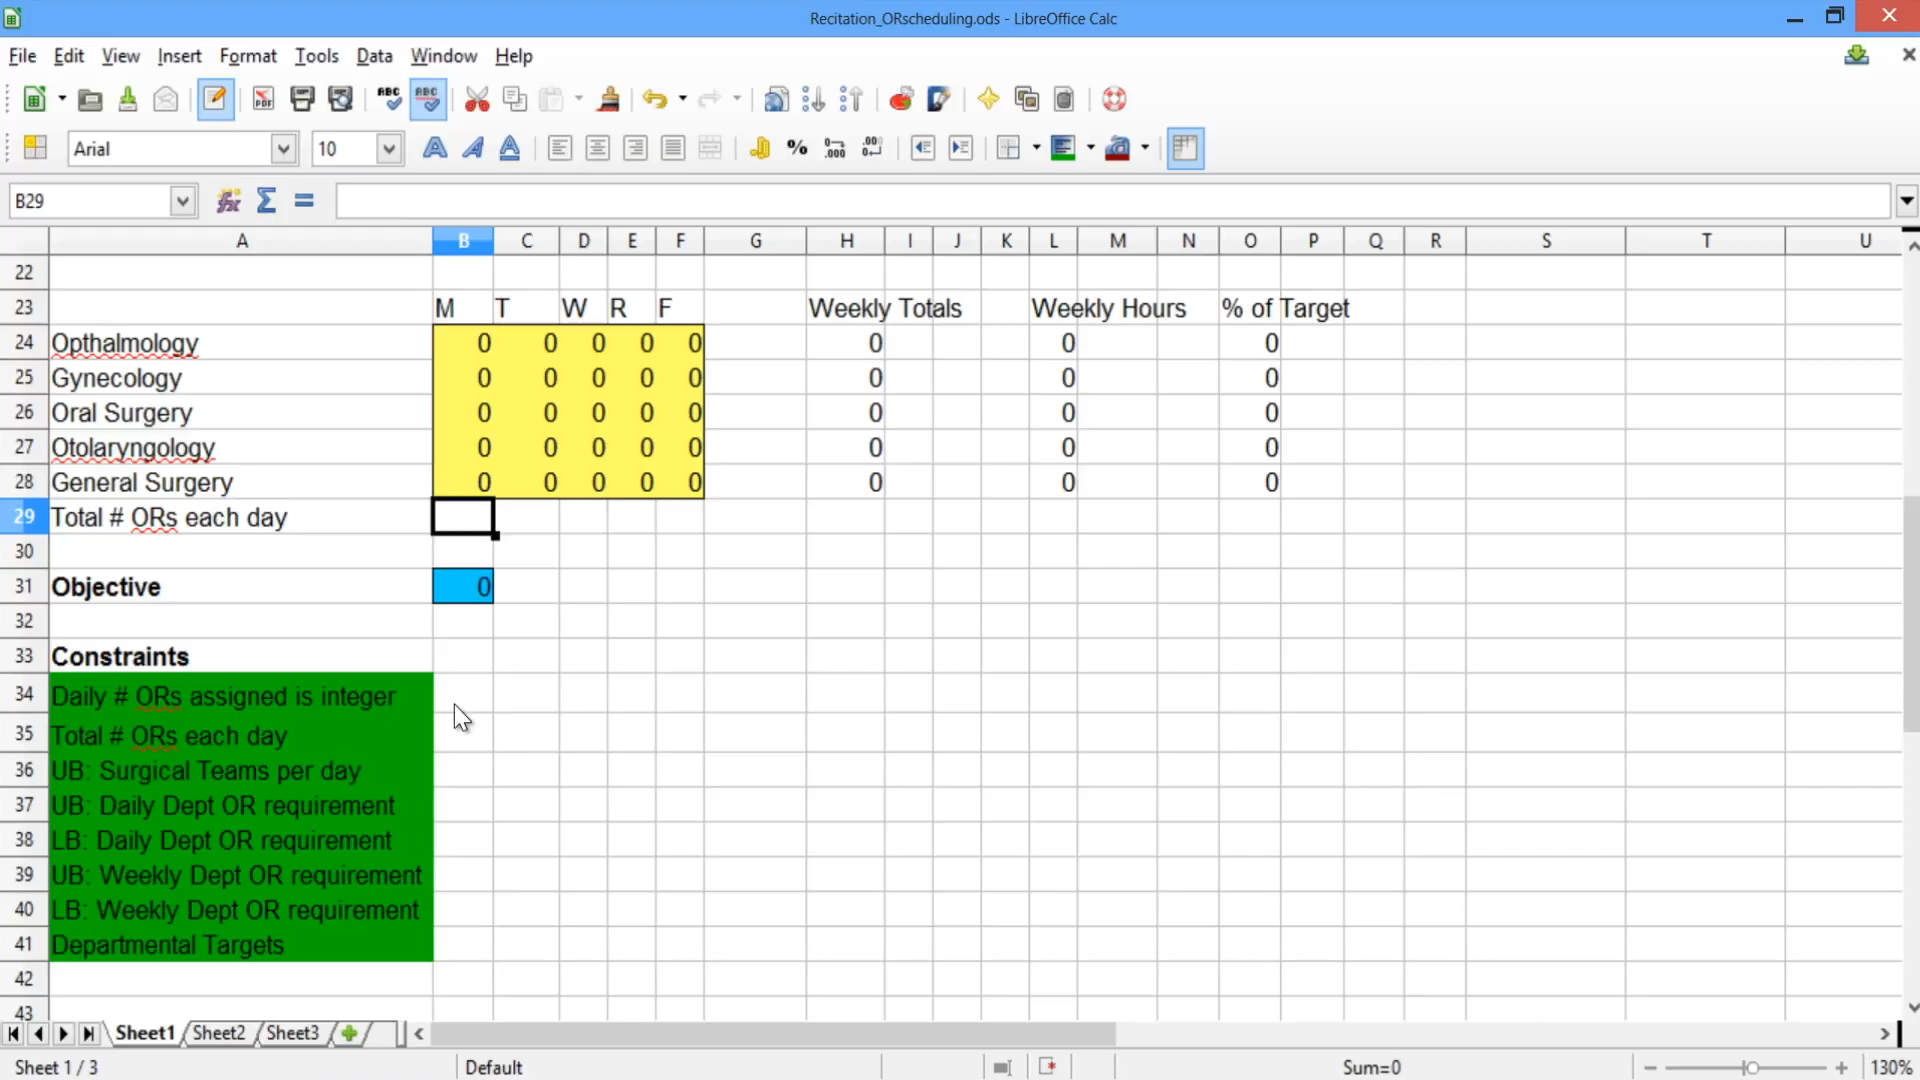 Recitation_ORscheduling.ods - LibreOffice Calc
File Edit View Insert Format Tools Data Window Help
Arial 10
B29
A B C D E F G H I J K L M N O P Q R S T U
22
23 M T W R F Weekly Totals Weekly Hours % of Target
24 Opthalmology 0 0 0 0 0 0 0 0
25 Gynecology 0 0 0 0 0 0 0 0
26 Oral Surgery 0 0 0 0 0 0 0 0
27 Otolaryngology 0 0 0 0 0 0 0 0
28 General Surgery 0 0 0 0 0 0 0 0
29 Total # ORs each day
30
31 Objective 0
32
33 Constraints
34 Daily # ORs assigned is integer
35 Total # ORs each day
36 UB: Surgical Teams per day
37 UB: Daily Dept OR requirement
38 LB: Daily Dept OR requirement
39 UB: Weekly Dept OR requirement
40 LB: Weekly Dept OR requirement
41 Departmental Targets
42
43
Sheet1 Sheet2 Sheet3
Sheet 1 / 3 Default Sum=0 130%